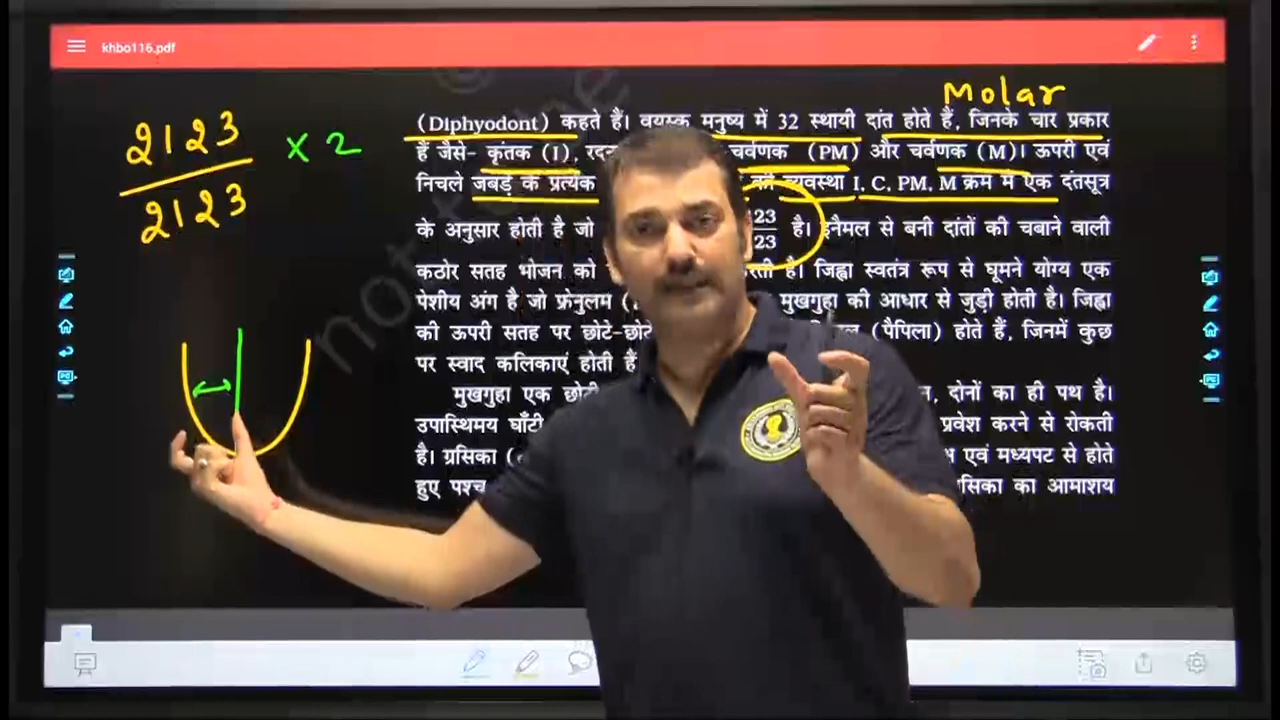 khbo116.pdf
Molar
2123
2123
× 2
(Diphyodont) कहते हैं। वयस्क मनुष्य में 32 स्थायी दांत होते हैं, जिनके चार प्रकार
हैं जैसे- कृंतक (I), चर्वणक (PM) और चर्वणक (M)। ऊपरी एवं
निचले जबड़े के प्रत्येक की व्यवस्था I, C, PM, M क्रम में एक दंतसूत्र
के अनुसार होती है जो 23
23 है। इनैमल से बनी दांतों की चबाने वाली
कठोर सतह भोजन को है। जिह्वा स्वतंत्र रूप से घूमने योग्य एक
पेशीय अंग है जो फ्रेनुलम मुखगुहा की आधार से जुड़ी होती है। जिह्वा
की ऊपरी सतह पर छोटे-छोटे (पैपिला) होते हैं, जिनमें कुछ
पर स्वाद कलिकाएं होती हैं
मुखगुहा एक छोटी दोनों का ही पथ है।
उपास्थिमय घाँटी प्रवेश करने से रोकती
है। ग्रसिका एवं मध्यपट से होते
हुए ग्रसिका का आमाशय
not